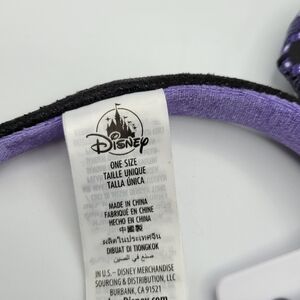 Disney
ONE SIZE
TAILLE UNIQUE
TALLA ÚNICA
MADE IN CHINA
FABRIQUÉ EN CHINE
HECHO EN CHINA
中国制造
ผลิตในประเทศจีน
DIBUAT DI TIONGKOK
صنع في الصين
IN U.S. – DISNEY MERCHANDISE
SOURCING & DISTRIBUTION, LLC
BURBANK, CA 91521